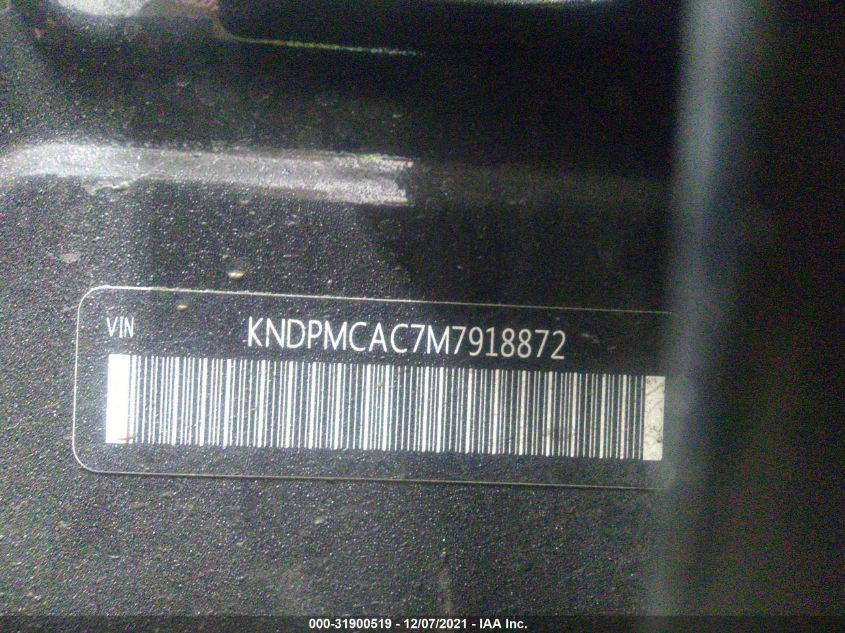 VIN KNDPMCAC7M7918872
000-31900519 - 12/07/2021 - IAA Inc.